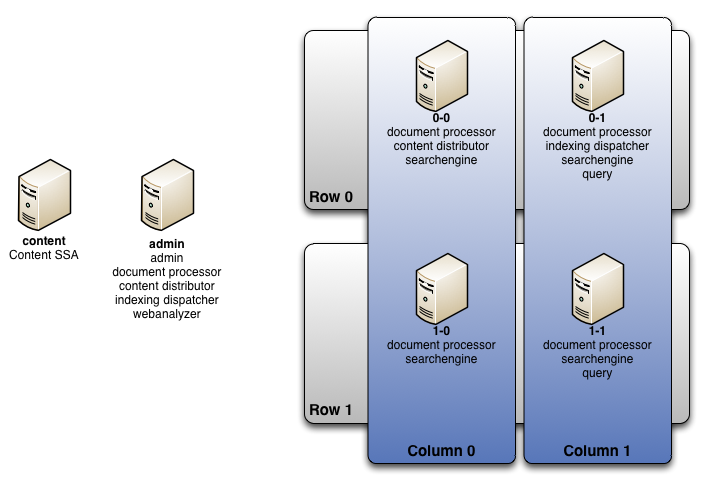 content
Content SSA
admin
admin
document processor
content distributor
indexing dispatcher
webanalyzer
Row 0
0-0
document processor
content distributor
searchengine
0-1
document processor
indexing dispatcher
searchengine
query
Row 1
1-0
document processor
searchengine
1-1
document processor
searchengine
query
Column 0
Column 1